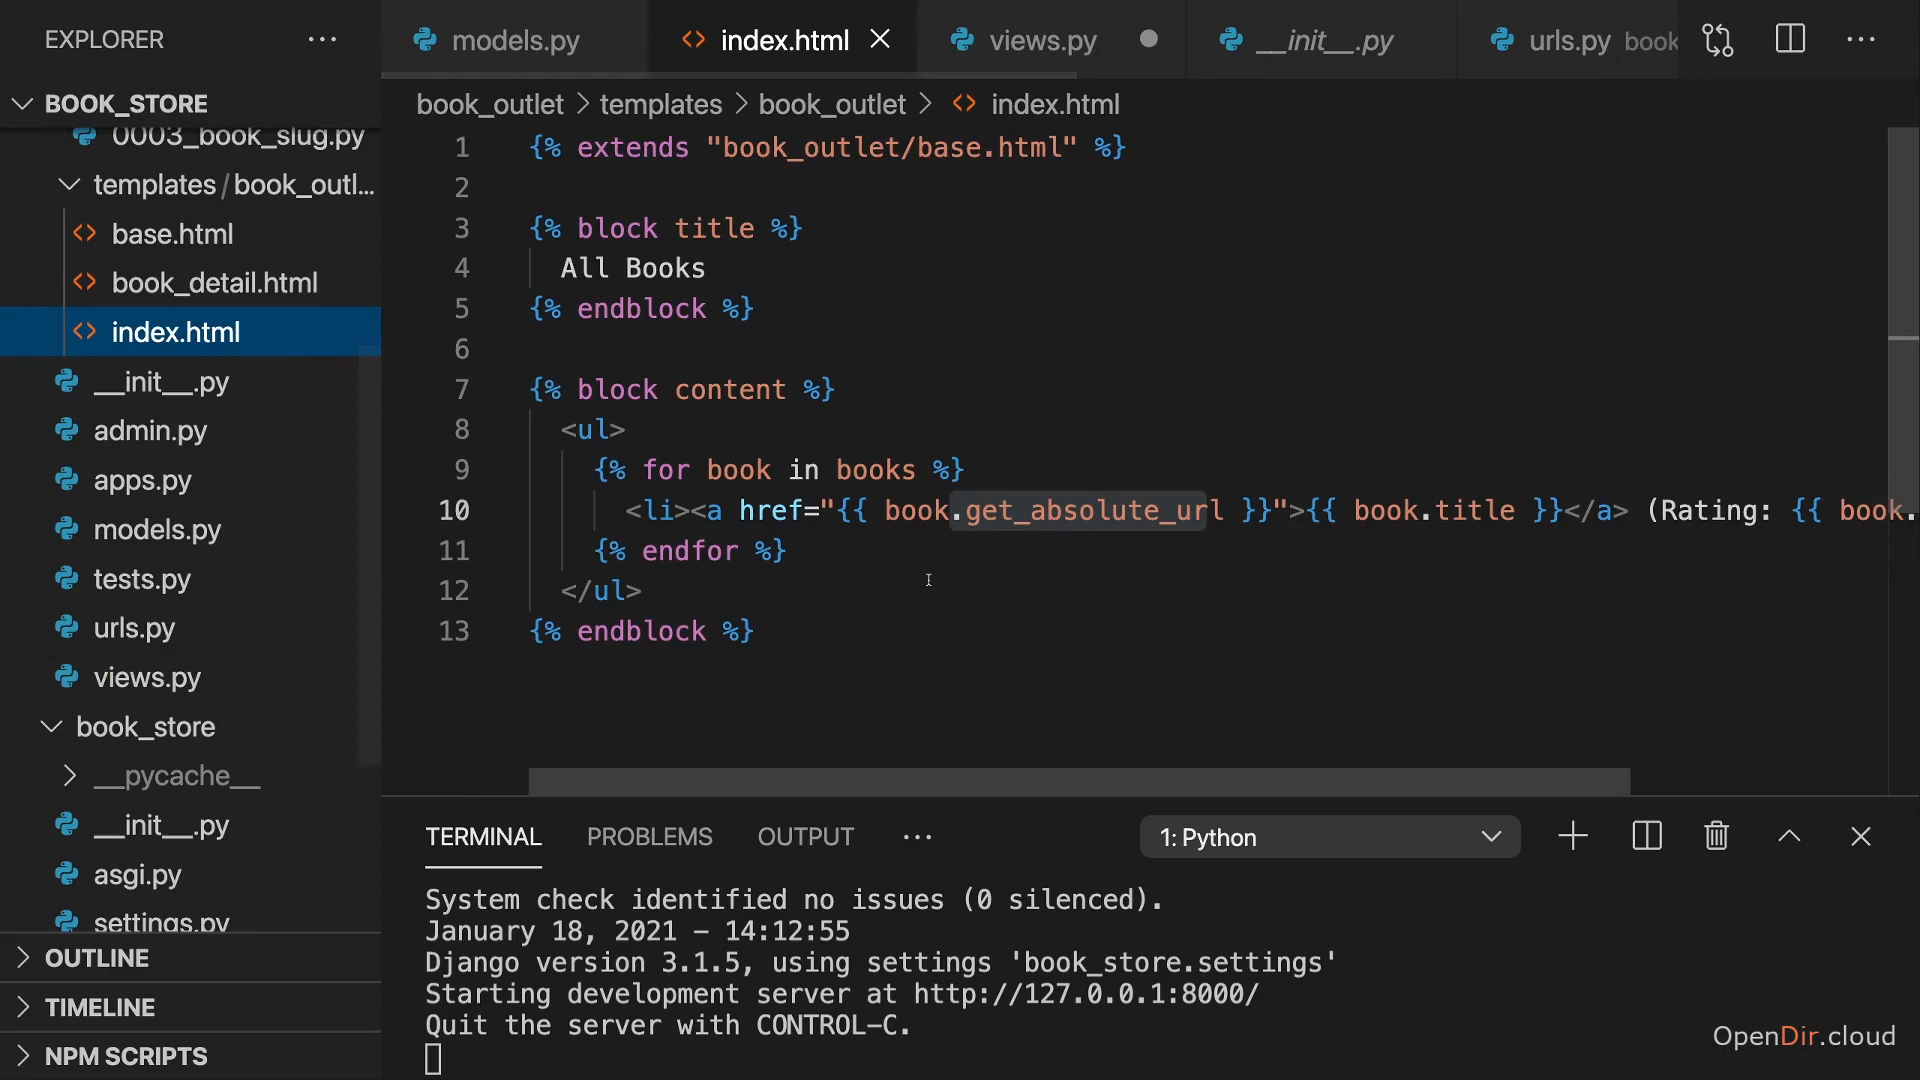 EXPLORER
BOOK_STORE
0003_book_slug.py
templates/book_outl...
base.html
book_detail.html
index.html
__init__.py
admin.py
apps.py
models.py
tests.py
urls.py
views.py
book_store
__pycache__
__init__.py
asgi.py
settings.py
OUTLINE
TIMELINE
NPM SCRIPTS
models.py
index.html
views.py
__init__.py
urls.py book
book_outlet > templates > book_outlet > index.html
1 {% extends "book_outlet/base.html" %}
2
3 {% block title %}
4 All Books
5 {% endblock %}
6
7 {% block content %}
8 <ul>
9 {% for book in books %}
10 <li><a href="{{ book.get_absolute_url }}">{{ book.title }}</a> (Rating: {{ book.
11 {% endfor %}
12 </ul>
13 {% endblock %}
TERMINAL PROBLEMS OUTPUT ... 1: Python
System check identified no issues (0 silenced).
January 18, 2021 - 14:12:55
Django version 3.1.5, using settings 'book_store.settings'
Starting development server at http://127.0.0.1:8000/
Quit the server with CONTROL-C.
OpenDir.cloud